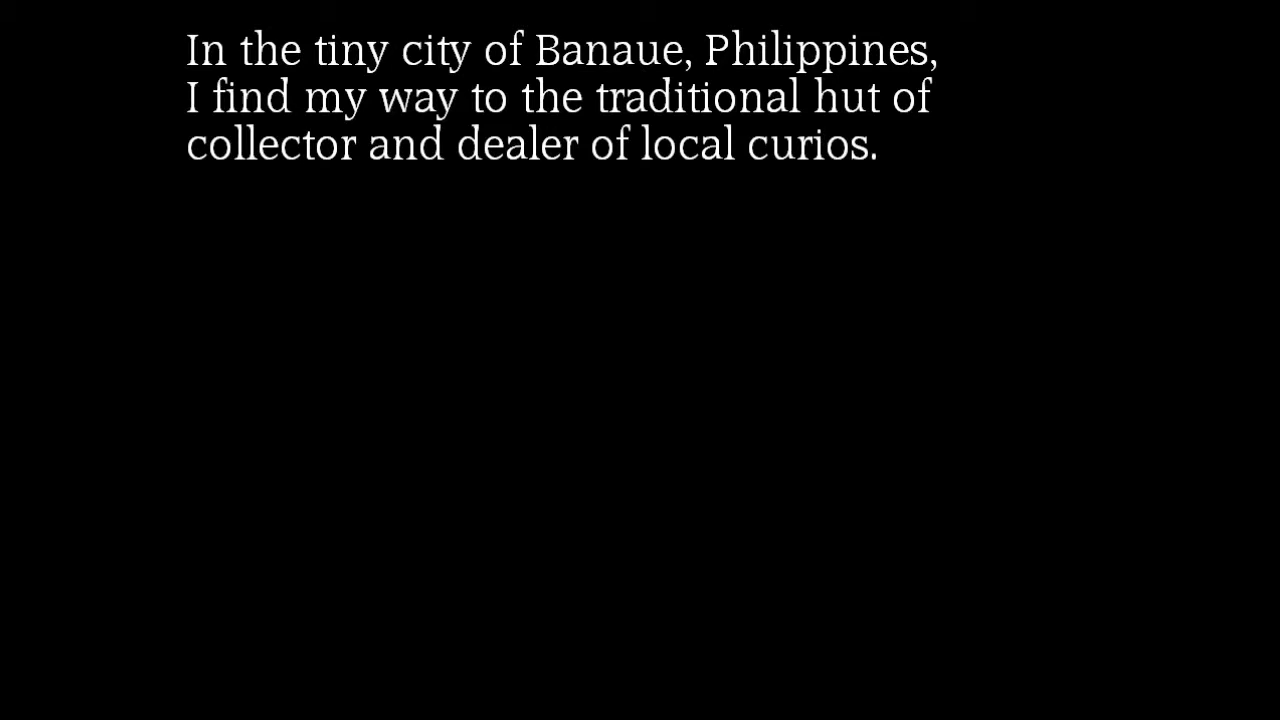 In the tiny city of Banaue, Philippines,
I find my way to the traditional hut of
collector and dealer of local curios.